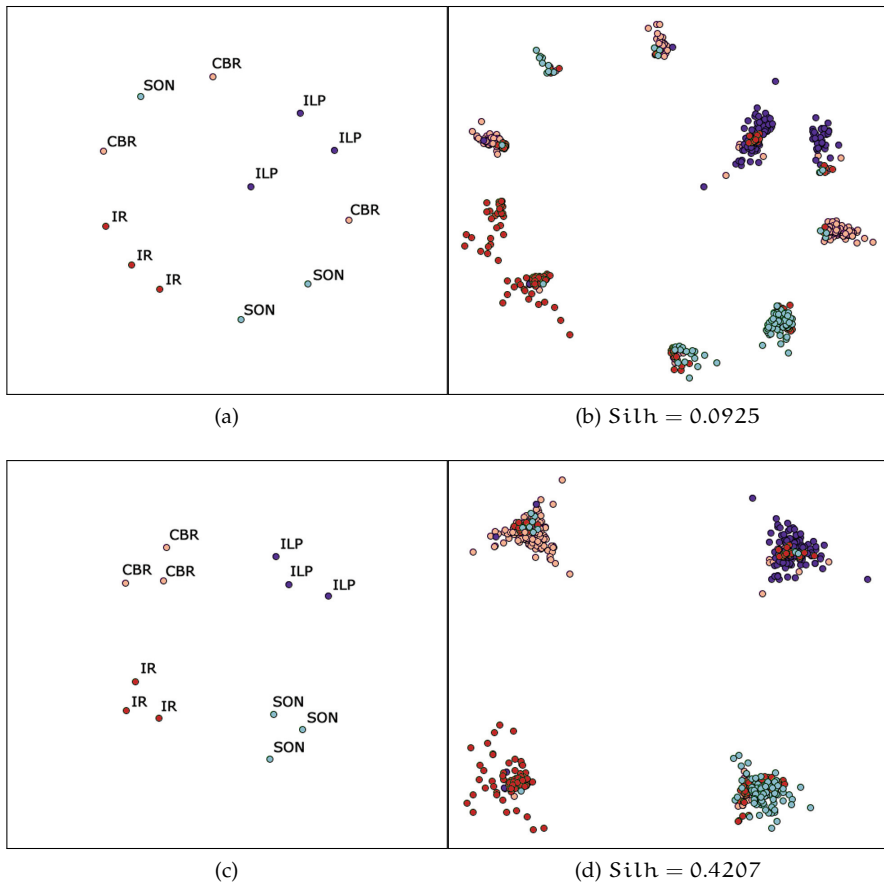 CBR
SON
ILP
CBR
ILP
ILP
CBR
IR
IR
SON
IR
SON
(a)
(b) Silh = 0.0925
CBR
ILP
CBR CBR
ILP
ILP
IR
IR IR
SON
SON
SON
(c)
(d) Silh = 0.4207